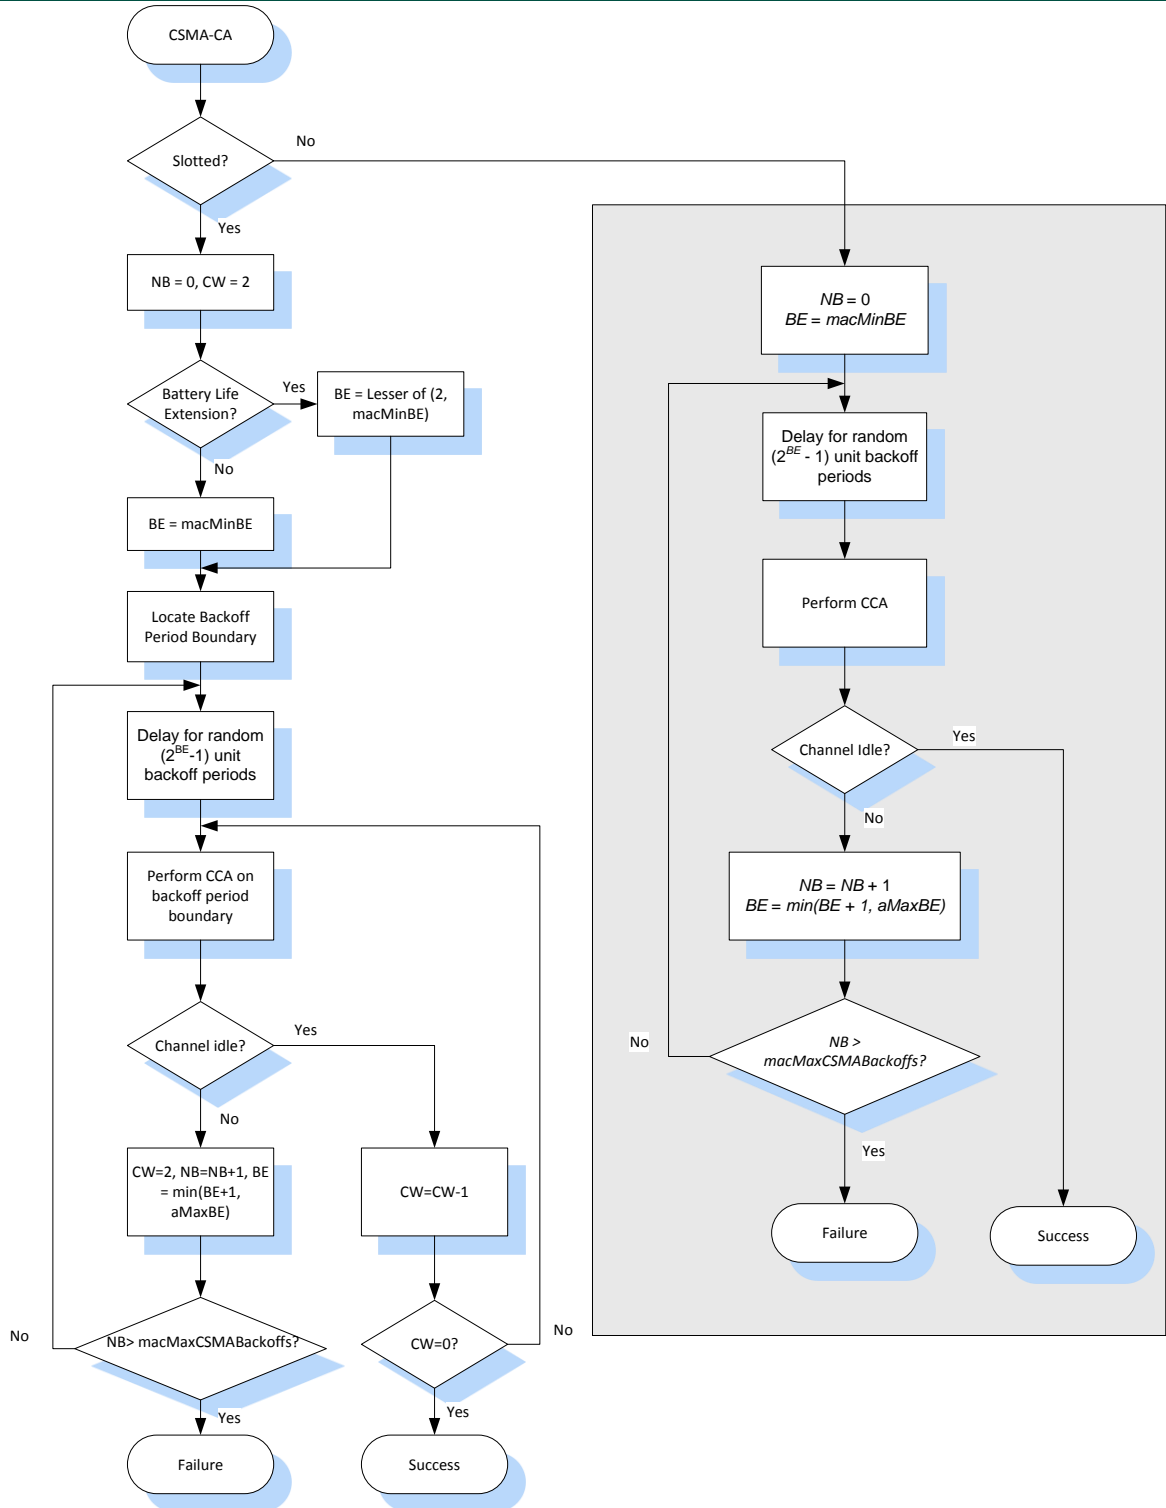 CSMA-CA
Slotted?
No
Yes
NB = 0, CW = 2
Battery Life
Extension?
Yes
BE = Lesser of (2,
macMinBE)
No
BE = macMinBE
Locate Backoff
Period Boundary
Delay for random
(2^BE-1) unit
backoff periods
Perform CCA on
backoff period
boundary
Channel idle?
Yes
No
CW=2, NB=NB+1, BE
= min(BE+1,
aMaxBE)
CW=CW-1
NB> macMaxCSMABackoffs?
No
CW=0?
No
Yes
Yes
Failure
Success
NB = 0
BE = macMinBE
Delay for random
(2^BE - 1) unit backoff
periods
Perform CCA
Channel Idle?
Yes
No
NB = NB + 1
BE = min(BE + 1, aMaxBE)
NB >
macMaxCSMABackoffs?
No
Yes
Failure
Success